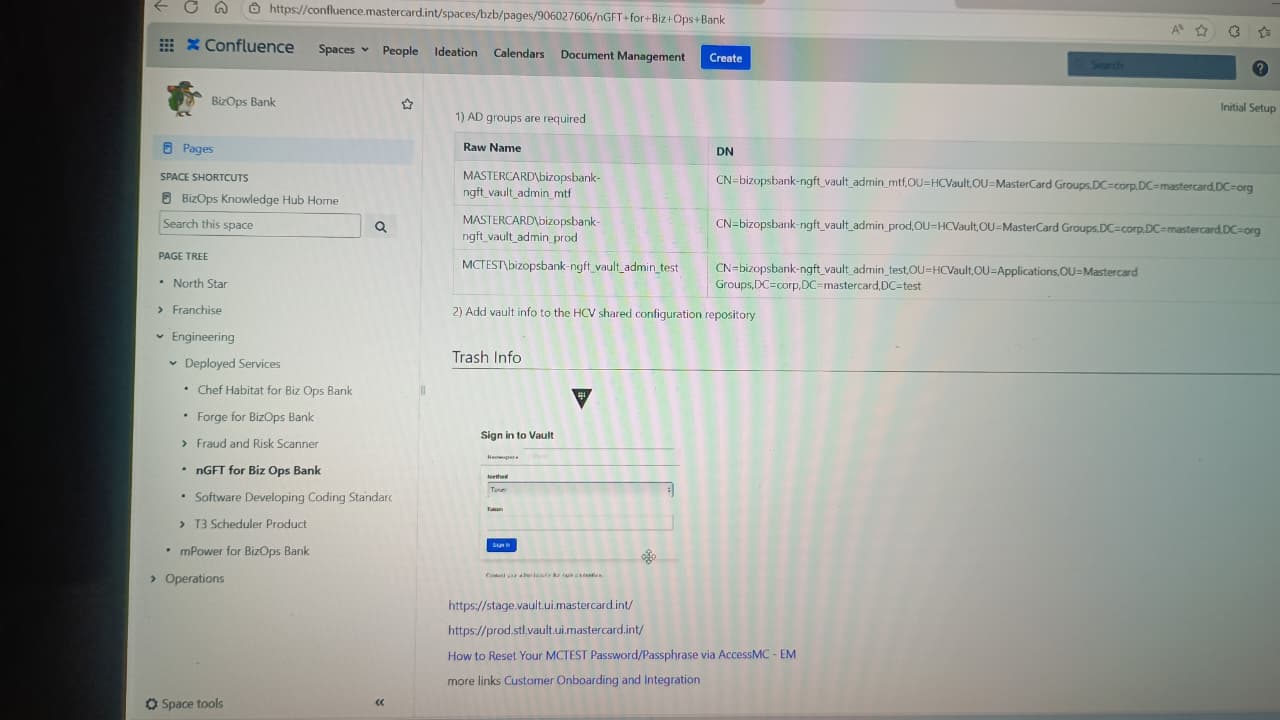 https://confluence.mastercard.int/spaces/bzb/pages/906027606/nGFT+for+Biz+Ops+Bank
Confluence
Spaces
People
Ideation
Calendars
Document Management
Create
Search
?
BizOps Bank
Initial Setup
Pages
SPACE SHORTCUTS
BizOps Knowledge Hub Home
Search this space
PAGE TREE
North Star
Franchise
Engineering
Deployed Services
Chef Habitat for Biz Ops Bank
Forge for BizOps Bank
Fraud and Risk Scanner
nGFT for Biz Ops Bank
Software Developing Coding Standarc
T3 Scheduler Product
mPower for BizOps Bank
Operations
Space tools
«
1) AD groups are required
Raw Name
DN
MASTERCARD\bizopsbank-
ngft_vault_admin_mtf
CN=bizopsbank-ngft_vault_admin_mtf,OU=HCVault,OU=MasterCard Groups,DC=corp,DC=mastercard,DC=org
MASTERCARD\bizopsbank-
ngft_vault_admin_prod
CN=bizopsbank-ngft_vault_admin_prod,OU=HCVault,OU=MasterCard Groups,DC=corp,DC=mastercard,DC=org
MCTEST\bizopsbank-ngft_vault_admin_test
CN=bizopsbank-ngft_vault_admin_test,OU=HCVault,OU=Applications,OU=Mastercard
Groups,DC=corp,DC=mastercard,DC=test
2) Add vault info to the HCV shared configuration repository
Trash Info
Sign in to Vault
Namespace
Method
Token
Token
Sign In
https://stage.vault.ui.mastercard.int/
https://prod.stl.vault.ui.mastercard.int/
How to Reset Your MCTEST Password/Passphrase via AccessMC - EM
more links Customer Onboarding and Integration